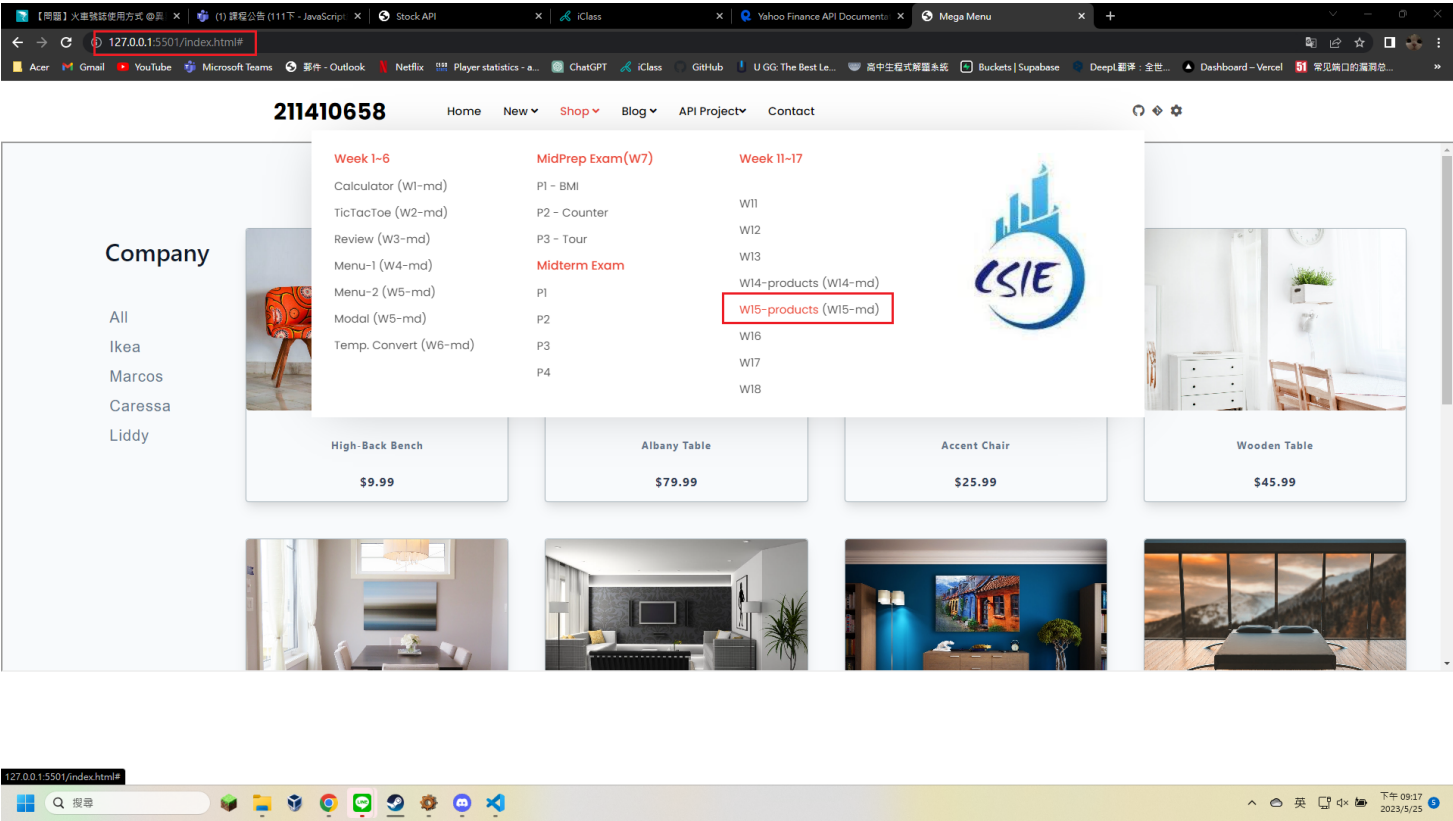 【問題】火車號誌使用方式 @異
(1) 課程公告 (111下 - JavaScript
Stock API
iClass
Yahoo Finance API Documenta
Mega Menu
127.0.0.1:5501/index.html#
Acer
Gmail
YouTube
Microsoft Teams
郵件 - Outlook
Netflix
Player statistics - a...
ChatGPT
iClass
GitHub
U GG: The Best Le...
高中生程式解題系統
Buckets | Supabase
DeepL翻译：全世...
Dashboard – Vercel
51
常见端口的漏洞总...
»
211410658
Home
New
Shop
Blog
API Project
Contact
Week 1~6
Calculator (W1-md)
TicTacToe (W2-md)
Review (W3-md)
Menu-1 (W4-md)
Menu-2 (W5-md)
Modal (W5-md)
Temp. Convert (W6-md)
MidPrep Exam(W7)
P1 - BMI
P2 - Counter
P3 - Tour
Midterm Exam
P1
P2
P3
P4
Week 11~17
W11
W12
W13
W14-products (W14-md)
W15-products (W15-md)
W16
W17
W18
CSIE
Company
All
Ikea
Marcos
Caressa
Liddy
High-Back Bench
$9.99
Albany Table
$79.99
Accent Chair
$25.99
Wooden Table
$45.99
127.0.0.1:5501/index.html#
搜尋
LINE
英
下午 09:17
2023/5/25
5